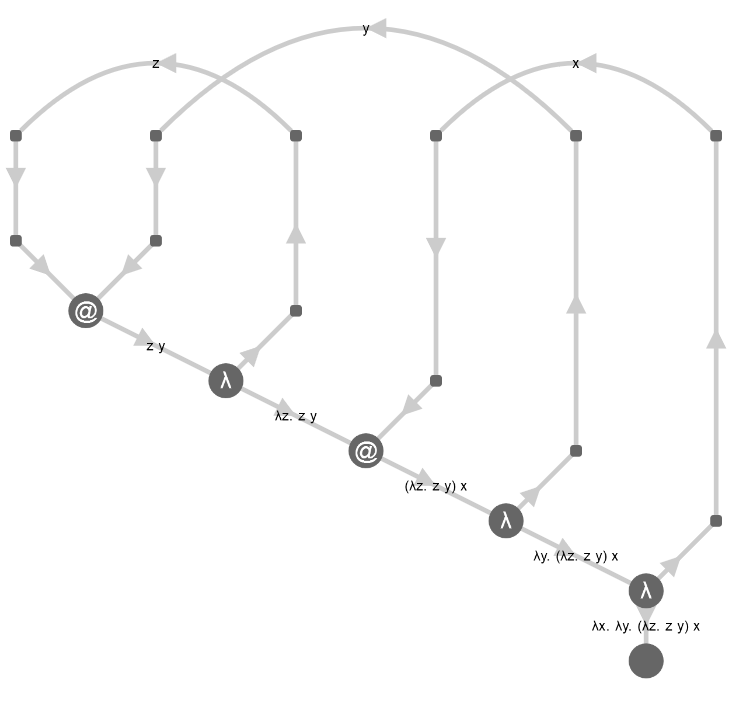 y
z
x
@
z y
λ
λz. z y
@
(λz. z y) x
λ
λy. (λz. z y) x
λ
λx. λy. (λz. z y) x